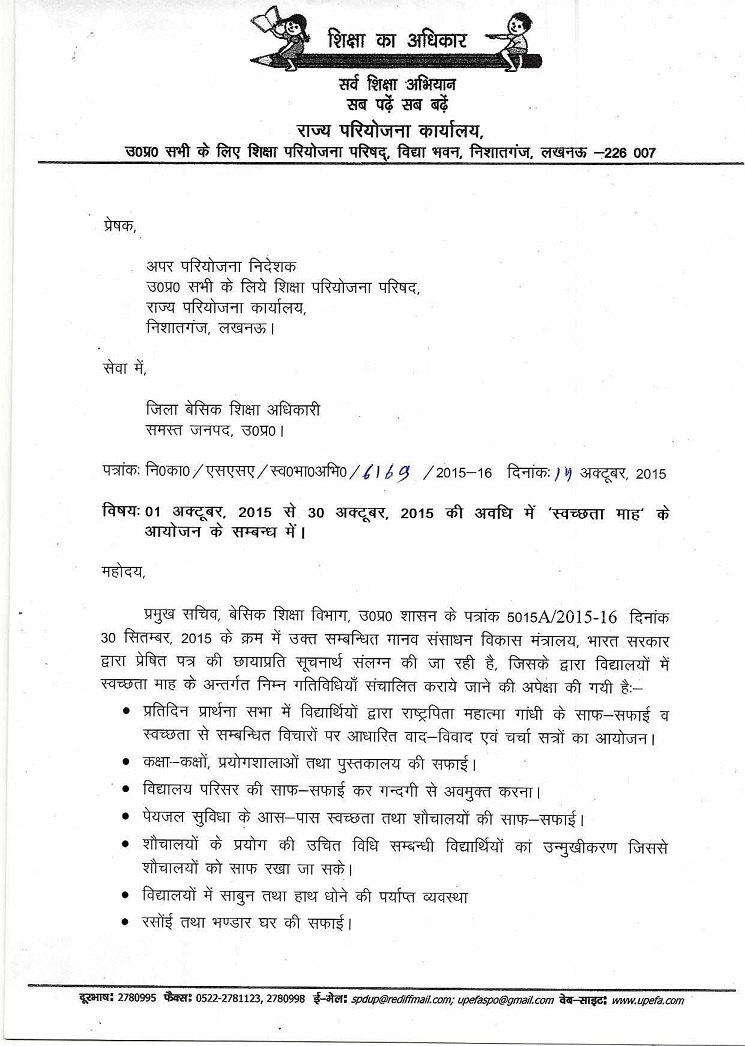 शिक्षा का अधिकार
सर्व शिक्षा अभियान
सब पढ़ें सब बढ़ें
राज्य परियोजना कार्यालय,
उ0प्र0 सभी के लिए शिक्षा परियोजना परिषद्, विद्या भवन, निशातगंज, लखनऊ –226 007
प्रेषक,
अपर परियोजना निदेशक
उ0प्र0 सभी के लिये शिक्षा परियोजना परिषद,
राज्य परियोजना कार्यालय,
निशातगंज, लखनऊ।
सेवा में,
जिला बेसिक शिक्षा अधिकारी
समस्त जनपद, उ0प्र0।
पत्रांकः नि0का0/एसएसए/स्व0भा0अभि0/6169 /2015–16 दिनांकः अक्टूबर, 2015
विषयः 01 अक्टूबर, 2015 से 30 अक्टूबर, 2015 की अवधि में 'स्वच्छता माह' के
आयोजन के सम्बन्ध में।
महोदय,
प्रमुख सचिव, बेसिक शिक्षा विभाग, उ0प्र0 शासन के पत्रांक 5015A/2015-16 दिनांक
30 सितम्बर, 2015 के क्रम में उक्त सम्बन्धित गानव संसाधन विकास मंत्रालय, भारत सरकार
द्वारा प्रेषित पत्र की छायाप्रति सूचनार्थ संलग्न की जा रही है, जिसके द्वारा विद्यालयों में
स्वच्छता माह के अन्तर्गत निम्न गतिविधियाँ संचालित कराये जाने की अपेक्षा की गयी हैः–
• प्रतिदिन प्रार्थना सभा में विद्यार्थियों द्वारा राष्ट्रपिता महात्मा गांधी के साफ–सफाई व
स्वच्छता से सम्बन्धित विचारों पर आधारित वाद–विवाद एवं चर्चा सत्रों का आयोजन।
• कक्षा–कक्षों, प्रयोगशालाओं तथा पुस्तकालय की सफाई।
• विद्यालय परिसर की साफ–सफाई कर गन्दगी से अवमुक्त करना।
• पेयजल सुविधा के आस–पास स्वच्छता तथा शौचालयों की साफ–सफाई।
• शौचालयों के प्रयोग की उचित विधि सम्बन्धी विद्यार्थियों का उन्मुखीकरण जिससे
शौचालयों को साफ रखा जा सके।
• विद्यालयों में साबुन तथा हाथ धोने की पर्याप्त व्यवस्था
• रसोंई तथा भण्डार घर की सफाई।
दूरभाषः 2780995 फैक्सः 0522-2781123, 2780998 ई–मेलः spdup@rediffmail.com; upefaspo@gmail.com वेब–साइटः www.upefa.com